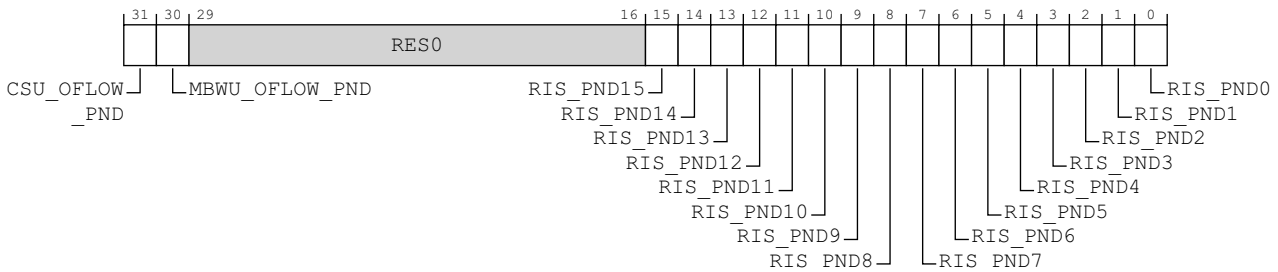 31 30 29 16 15 14 13 12 11 10 9 8 7 6 5 4 3 2 1 0
RES0
CSU_OFLOW
_PND
MBWU_OFLOW_PND
RIS_PND15
RIS_PND0
RIS_PND14
RIS_PND1
RIS_PND13
RIS_PND2
RIS_PND12
RIS_PND3
RIS_PND11
RIS_PND4
RIS_PND10
RIS_PND5
RIS_PND9
RIS_PND6
RIS_PND8
RIS_PND7